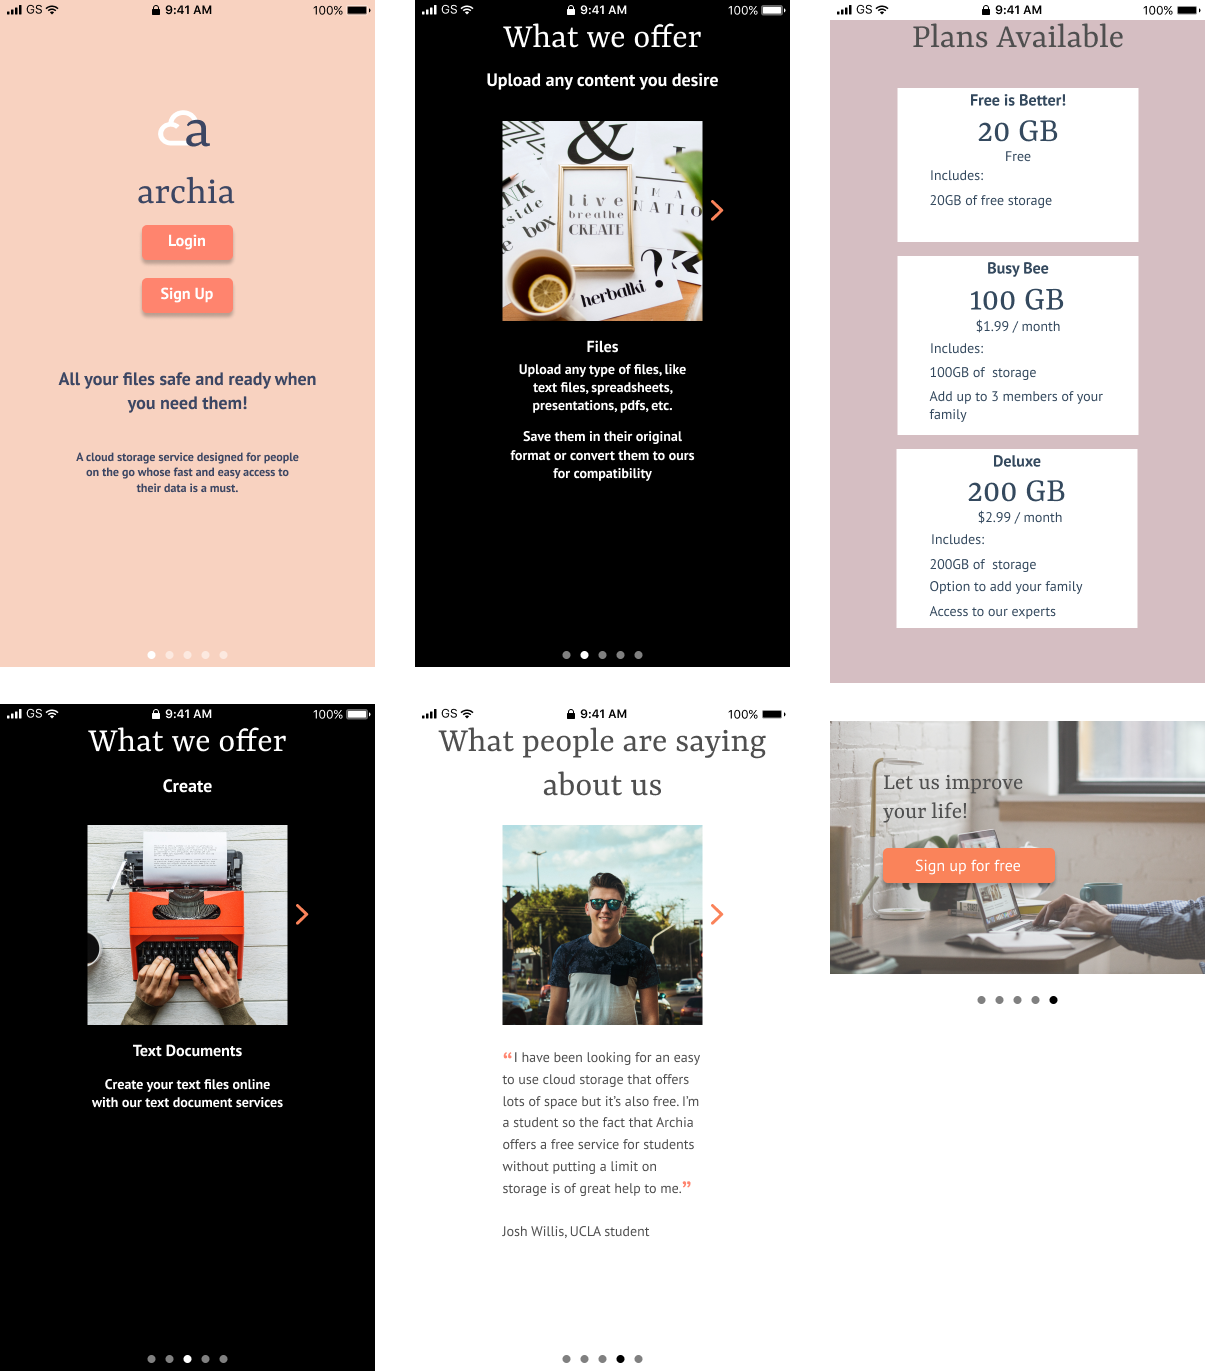 GS 9:41 AM 100%
a
archia
Login
Sign Up
All your files safe and ready when
you need them!
A cloud storage service designed for people
on the go whose fast and easy access to
their data is a must.
GS 9:41 AM 100%
What we offer
Upload any content you desire
&
live
breathe
CREATE
IMA
NATIO
INK
side
the box
?
herbalki
Files
Upload any type of files, like
text files, spreadsheets,
presentations, pdfs, etc.
Save them in their original
format or convert them to ours
for compatibility
GS 9:41 AM 100%
Plans Available
Free is Better!
20 GB
Free
Includes:
20GB of free storage
Busy Bee
100 GB
$1.99 / month
Includes:
100GB of storage
Add up to 3 members of your
family
Deluxe
200 GB
$2.99 / month
Includes:
200GB of storage
Option to add your family
Access to our experts
GS 9:41 AM 100%
What we offer
Create
Text Documents
Create your text files online
with our text document services
GS 9:41 AM 100%
What people are saying
about us
“I have been looking for an easy
to use cloud storage that offers
lots of space but it’s also free. I’m
a student so the fact that Archia
offers a free service for students
without putting a limit on
storage is of great help to me.”
Josh Willis, UCLA student
Let us improve
your life!
Sign up for free